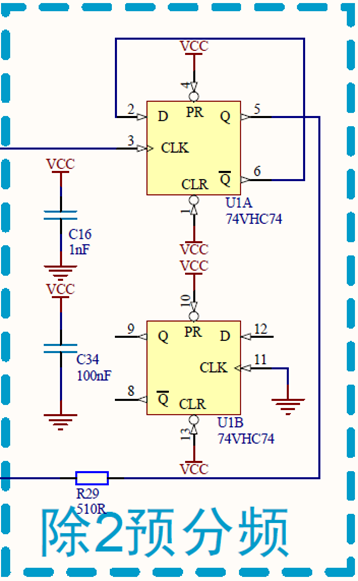 VCC
4
PR
2
D
Q
5
3
CLK
Q
6
CLR
1
U1A
74VHC74
VCC
VCC
C16
1nF
VCC
VCC
10
PR
9
Q
D
12
CLK
11
8
Q
CLR
13
U1B
74VHC74
VCC
C34
100nF
R29
510R
除2预分频